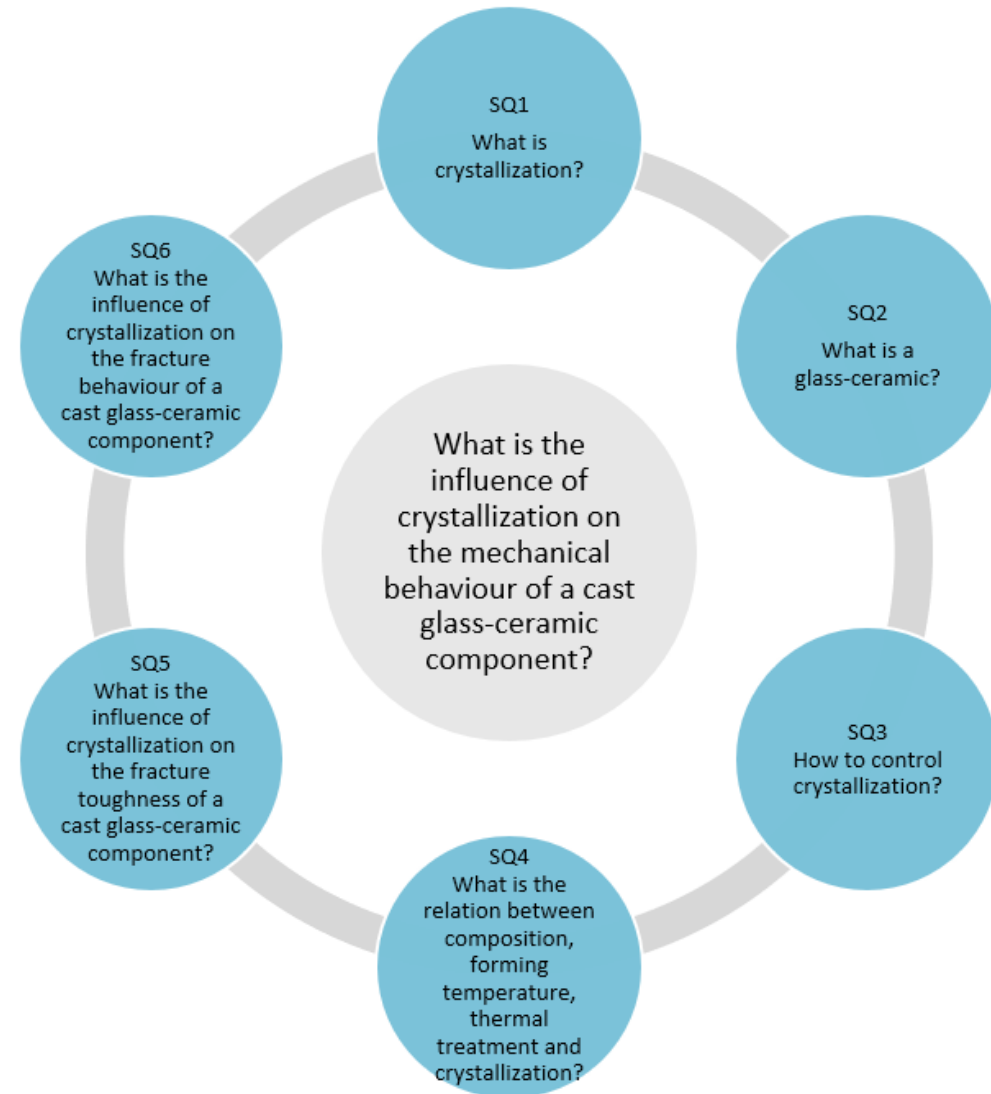 SQ1
What is
crystallization?
SQ2
What is a
glass-ceramic?
SQ3
How to control
crystallization?
SQ4
What is the
relation between
composition,
forming
temperature,
thermal
treatment and
crystallization?
SQ5
What is the
influence of
crystallization on
the fracture
toughness of a
cast glass-ceramic
component?
SQ6
What is the
influence of
crystallization on
the fracture
behaviour of a
cast glass-ceramic
component?
What is the
influence of
crystallization on
the mechanical
behaviour of a cast
glass-ceramic
component?